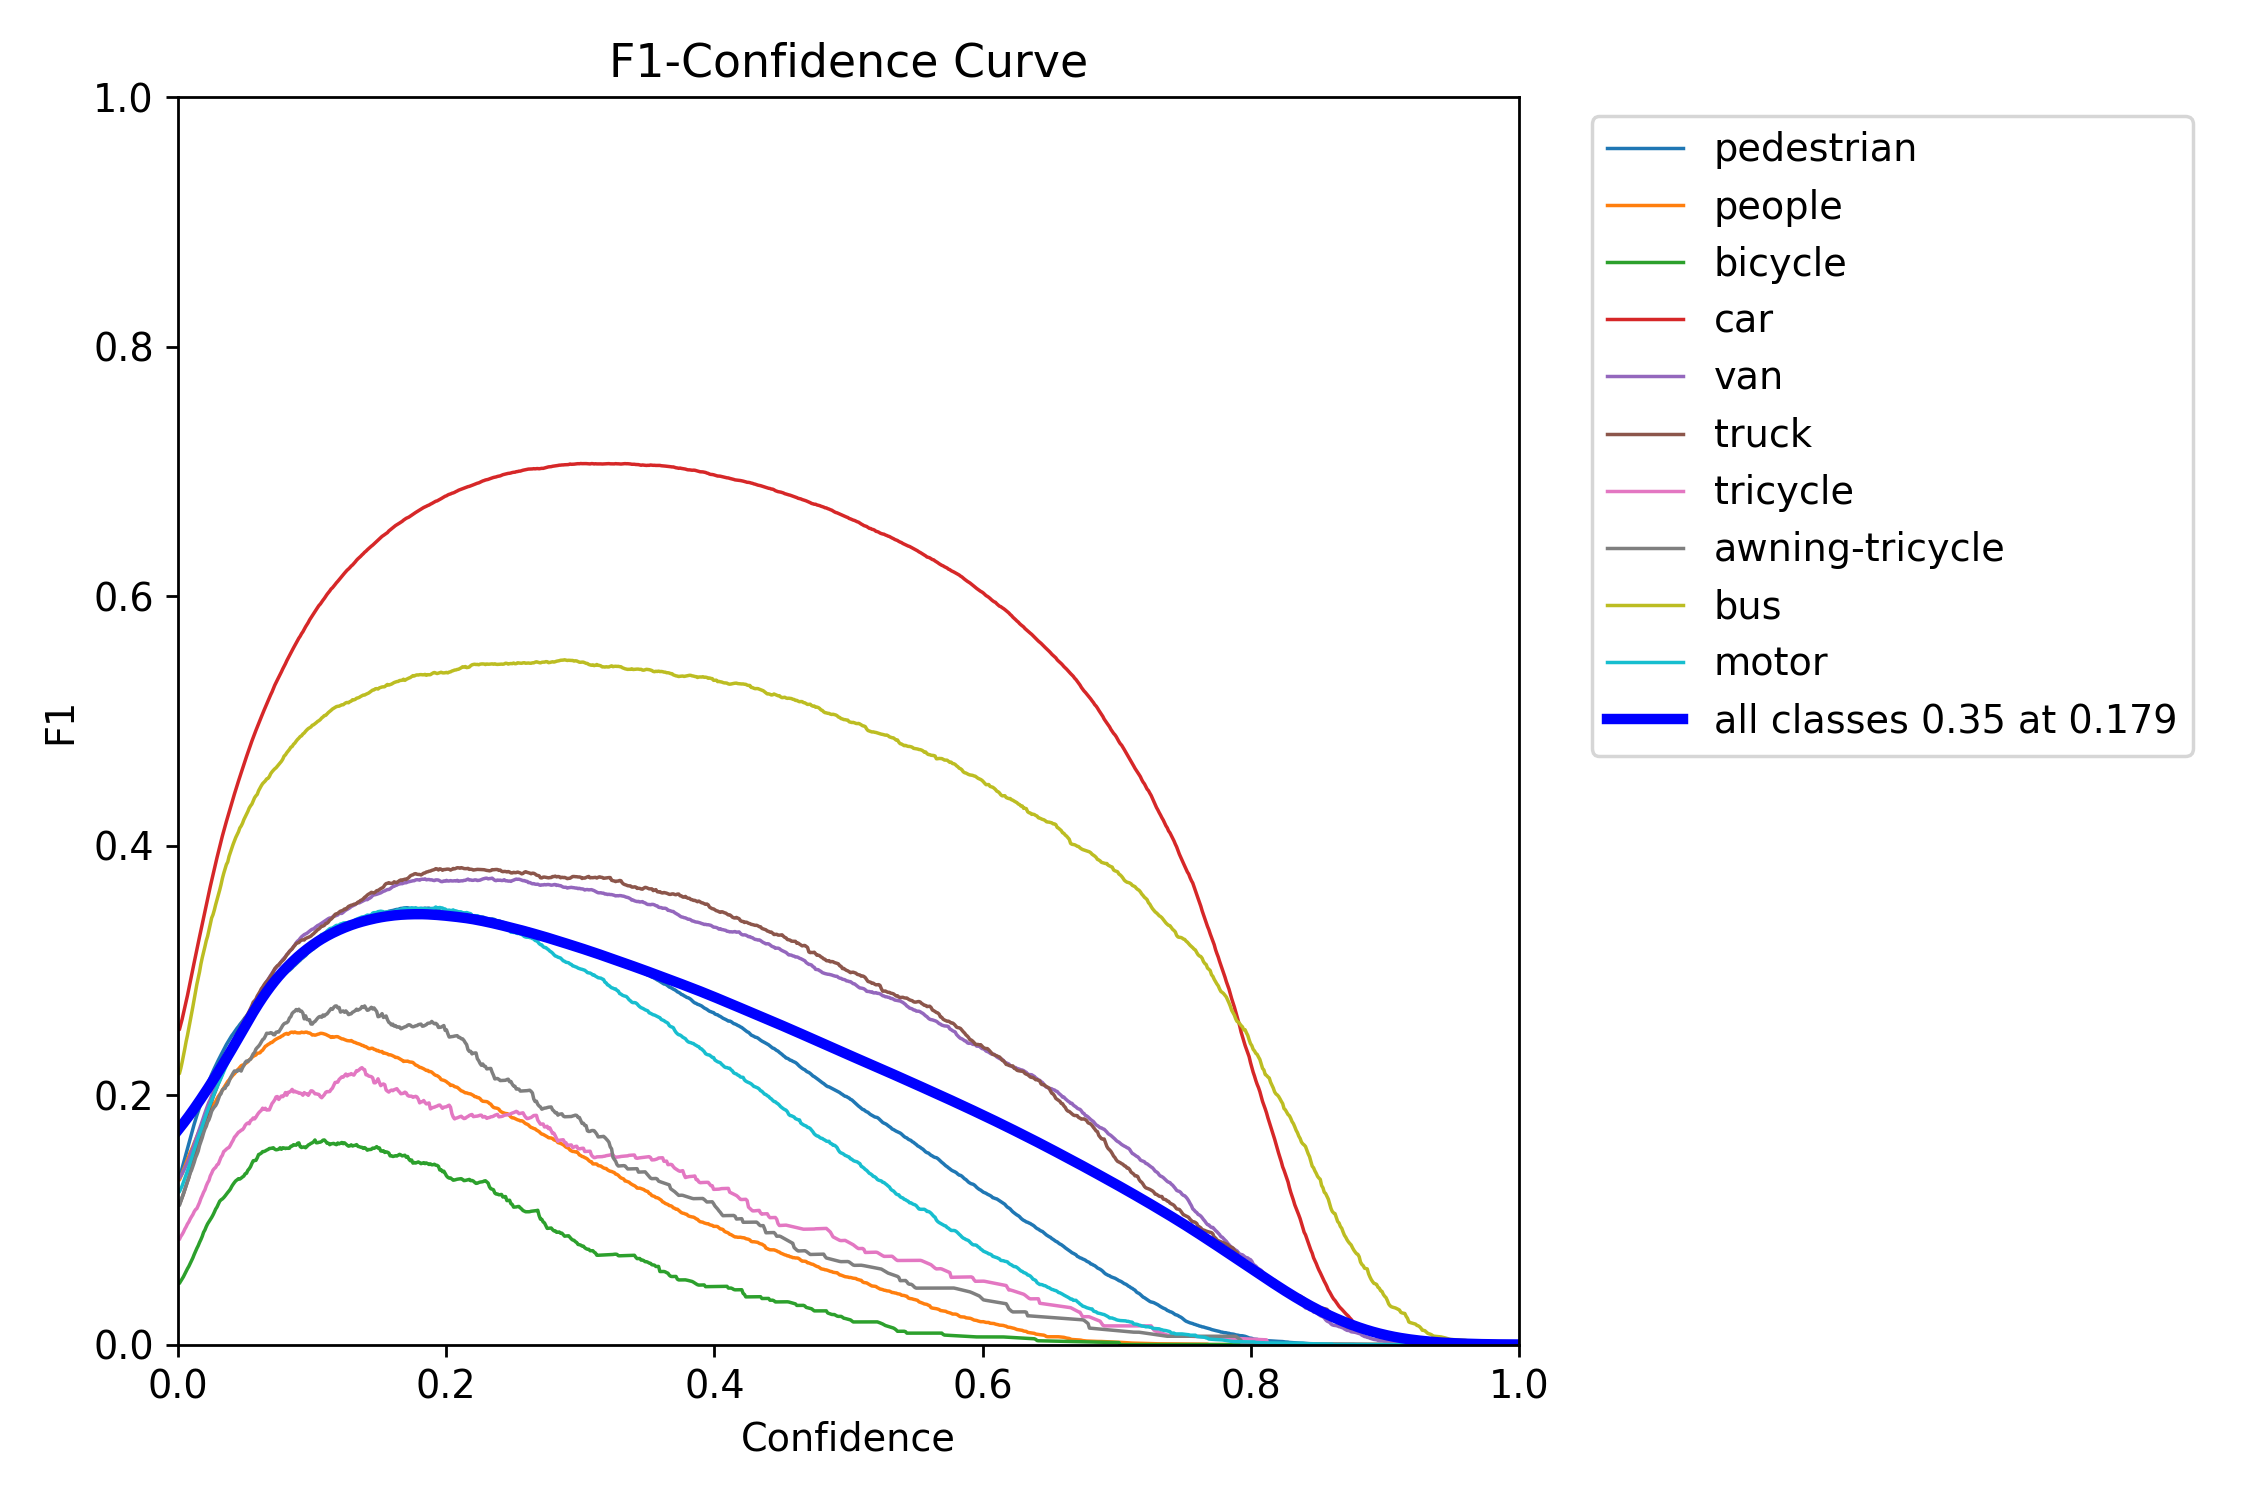 F1-Confidence Curve
1.0
0.8
0.6
0.4
0.2
0.0
F1
0.0 0.2 0.4 0.6 0.8 1.0
Confidence
pedestrian
people
bicycle
car
van
truck
tricycle
awning-tricycle
bus
motor
all classes 0.35 at 0.179